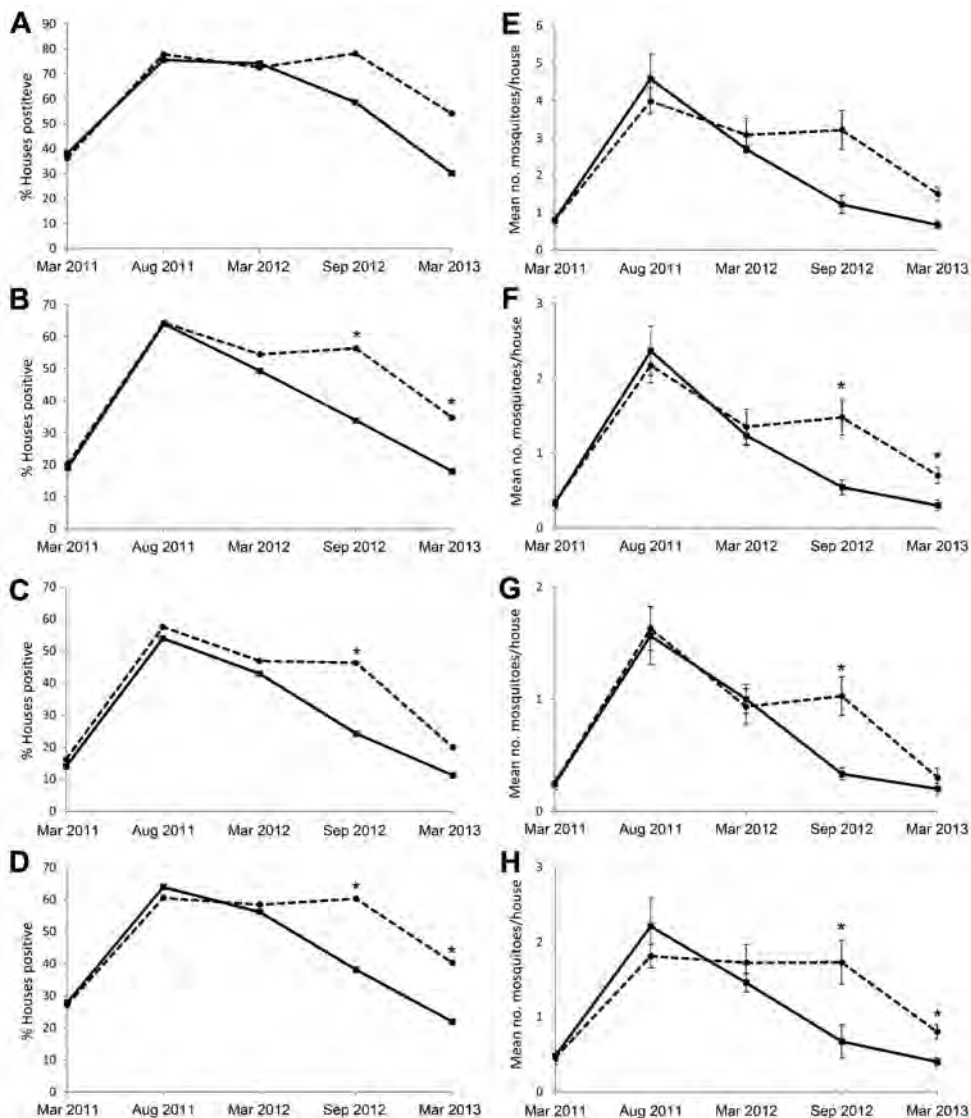 A
% Houses postiteve
90
80
70
60
50
40
30
20
10
0
Mar 2011 Aug 2011 Mar 2012 Sep 2012 Mar 2013
B
% Houses positive
70
60
50
40
30
20
10
0
* *
Mar 2011 Aug 2011 Mar 2012 Sep 2012 Mar 2013
C
% Houses positive
70
60
50
40
30
20
10
0
*
Mar 2011 Aug 2011 Mar 2012 Sep 2012 Mar 2013
D
% Houses positive
70
60
50
40
30
20
10
0
* *
Mar 2011 Aug 2011 Mar 2012 Sep 2012 Mar 2013
E
Mean no. mosquitoes/house
6
5
4
3
2
1
0
Mar 2011 Aug 2011 Mar 2012 Sep 2012 Mar 2013
F
Mean no. mosquitoes/house
3
2
1
0
* *
Mar 2011 Aug 2011 Mar 2012 Sep 2012 Mar 2013
G
Mean no. mosquitoes/house
2
1
0
*
Mar 2011 Aug 2011 Mar 2012 Sep 2012 Mar 2013
H
Mean no. mosquitoes/house
3
2
1
0
* *
Mar 2011 Aug 2011 Mar 2012 Sep 2012 Mar 2013